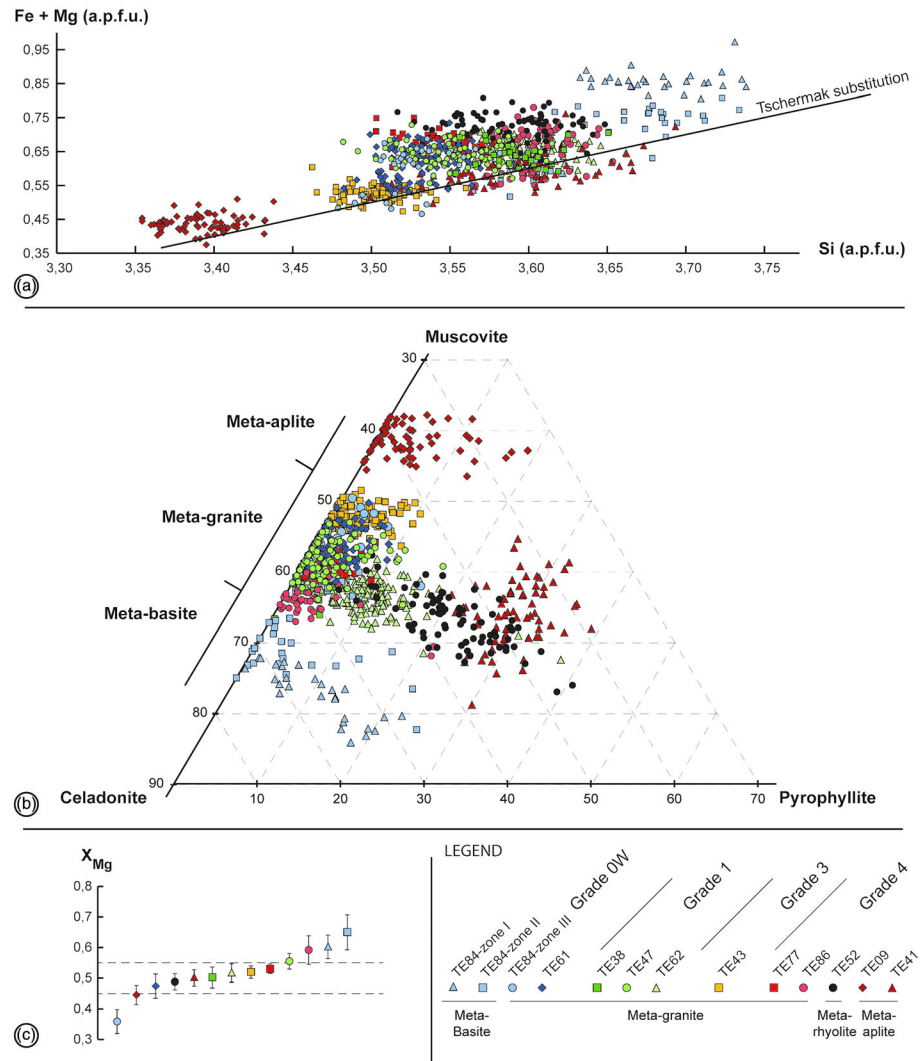 Fe + Mg (a.p.f.u.)
0,95
0,85
0,75
0,65
0,55
0,45
0,35
Tschermak substitution
3,30 3,35 3,40 3,45 3,50 3,55 3,60 3,65 3,70 3,75
Si (a.p.f.u.)
(a)
Muscovite
30
Meta-aplite
40
Meta-granite
50
60
Meta-basite
70
80
90
Celadonite
10 20 30 40 50 60 70
Pyrophyllite
(b)
XMg
0,8
0,7
0,6
0,5
0,4
0,3
(c)
LEGEND
Grade 0W
Grade 1
Grade 3
Grade 4
TE84-zone I
TE84-zone II
TE84-zone III
TE61
TE38
TE47
TE62
TE43
TE77
TE86
TE52
TE09
TE41
Meta-
Basite
Meta-granite
Meta-
rhyolite
Meta-
aplite